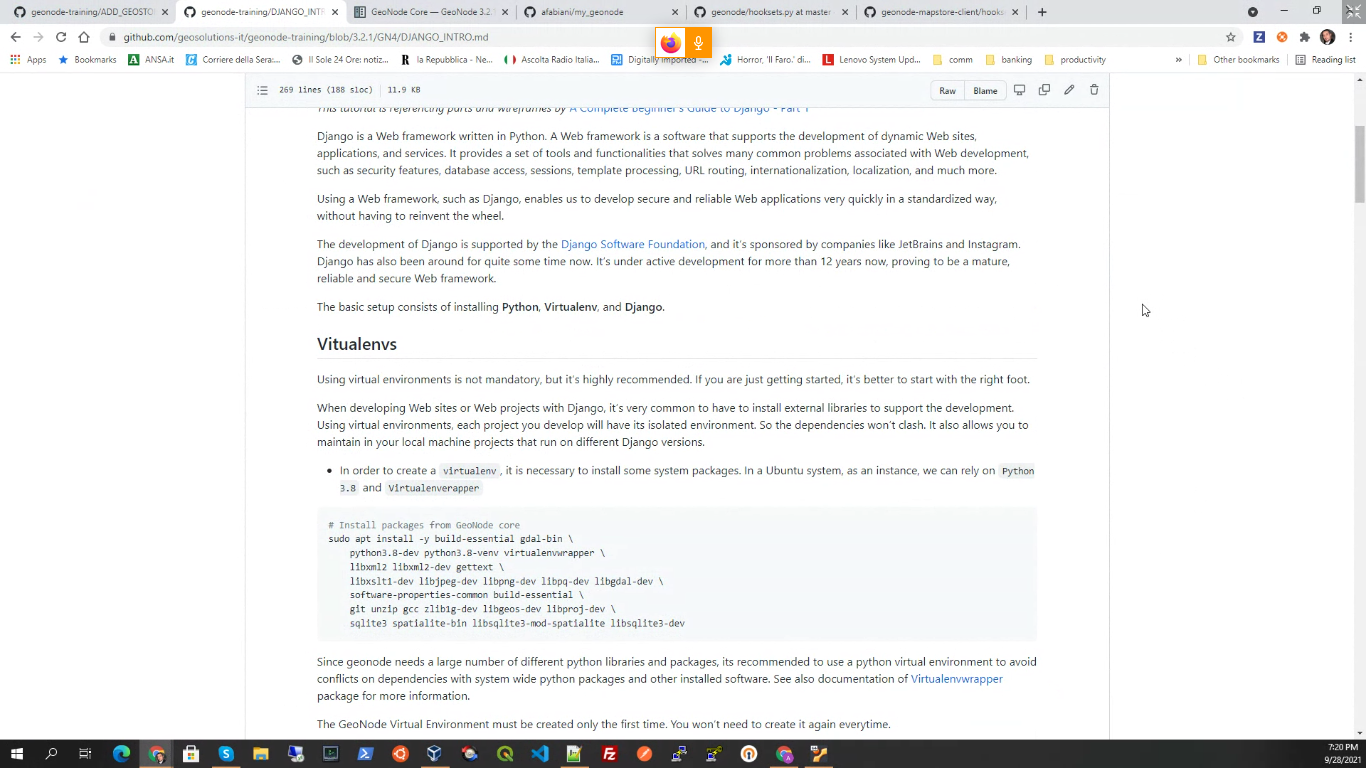 geonode-training/ADD_GEOSTO
geonode-training/DJANGO_INTR
GeoNode Core — GeoNode 3.2.
afabiani/my_geonode
geonode/hooksets.py at master
geonode-mapstore-client/hooks
github.com/geosolutions-it/geonode-training/blob/3.2.1/GN4/DJANGO_INTRO.md
Apps
Bookmarks
ANSA.it
Corriere della Sera:...
Il Sole 24 Ore: notiz...
la Repubblica - Ne...
Ascolta Radio Italia...
Digitally Imported -...
Horror, 'Il Faro.' di...
Lenovo System Upd...
comm
banking
productivity
»
Other bookmarks
Reading list
269 lines (188 sloc) | 11.9 KB
Raw
Blame
This tutorial is referencing parts and wireframes by A Complete Beginner's Guide to Django - Part 1
Django is a Web framework written in Python. A Web framework is a software that supports the development of dynamic Web sites,
applications, and services. It provides a set of tools and functionalities that solves many common problems associated with Web development,
such as security features, database access, sessions, template processing, URL routing, internationalization, localization, and much more.
Using a Web framework, such as Django, enables us to develop secure and reliable Web applications very quickly in a standardized way,
without having to reinvent the wheel.
The development of Django is supported by the Django Software Foundation, and it's sponsored by companies like JetBrains and Instagram.
Django has also been around for quite some time now. It's under active development for more than 12 years now, proving to be a mature,
reliable and secure Web framework.
The basic setup consists of installing Python, Virtualenv, and Django.
Vitualenvs
Using virtual environments is not mandatory, but it's highly recommended. If you are just getting started, it's better to start with the right foot.
When developing Web sites or Web projects with Django, it's very common to have to install external libraries to support the development.
Using virtual environments, each project you develop will have its isolated environment. So the dependencies won't clash. It also allows you to
maintain in your local machine projects that run on different Django versions.
• In order to create a virtualenv, it is necessary to install some system packages. In a Ubuntu system, as an instance, we can rely on Python
3.8 and Virtualenverapper
# Install packages from GeoNode core
sudo apt install -y build-essential gdal-bin \
python3.8-dev python3.8-venv virtualenvwrapper \
libxml2 libxml2-dev gettext \
libxslt1-dev libjpeg-dev libpng-dev libpq-dev libgdal-dev \
software-properties-common build-essential \
git unzip gcc zlib1g-dev libgeos-dev libproj-dev \
sqlite3 spatialite-bin libsqlite3-mod-spatialite libsqlite3-dev
Since geonode needs a large number of different python libraries and packages, its recommended to use a python virtual environment to avoid
conflicts on dependencies with system wide python packages and other installed software. See also documentation of Virtualenvwrapper
package for more information.
The GeoNode Virtual Environment must be created only the first time. You won't need to create it again everytime.
7:20 PM
9/28/2021